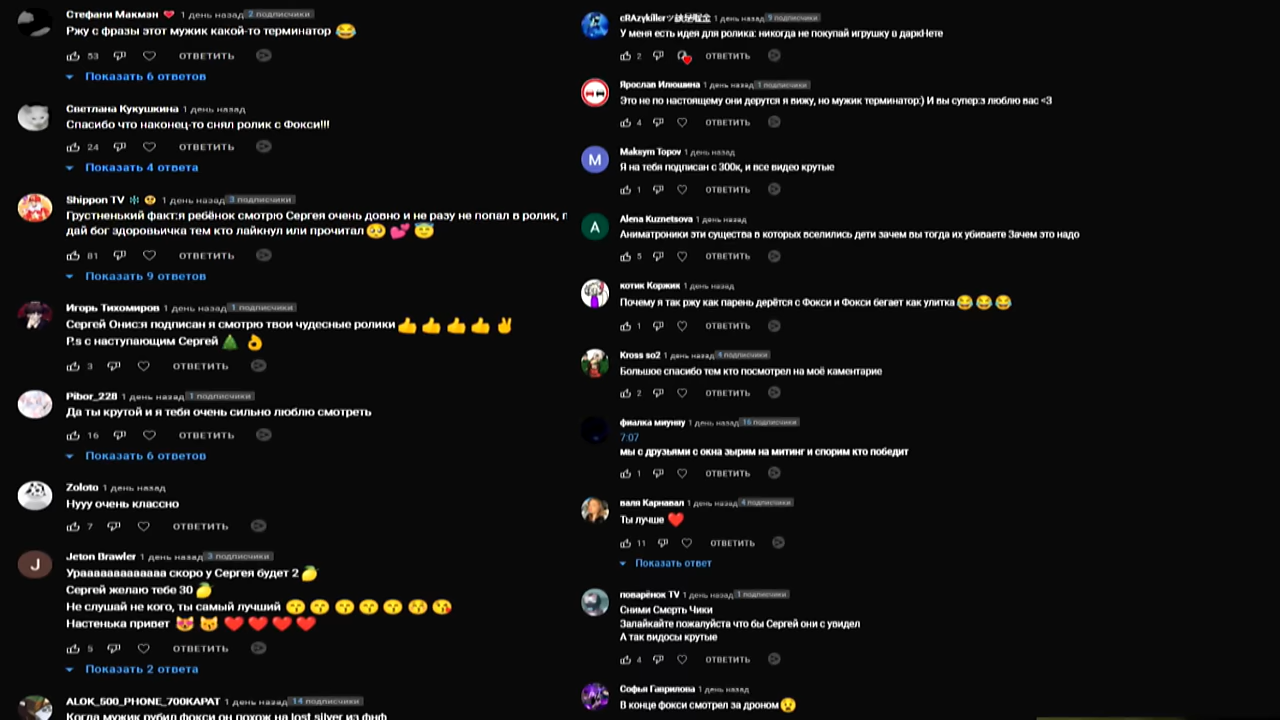 Стефани Макмэн ❤ 1 день назад 2 подписчики
Ржу с фразы этот мужик какой-то терминатор 😂
53 ОТВЕТИТЬ
Показать 6 ответов
Светлана Кукушкина 1 день назад
Спасибо что наконец-то снял ролик с Фокси!!!
24 ОТВЕТИТЬ
Показать 4 ответа
Shippon TV 1 день назад 3 подписчики
Грустненький факт:я ребёнок смотрю Сергея очень довно и не разу не попал в ролик,
дай бог здоровьичка тем кто лайкнул или прочитал 🥺 💕 😇
81 ОТВЕТИТЬ
Показать 9 ответов
Игорь Тихомиров 1 день назад 1 подписчики
Сергей Онис:я подписан я смотрю твои чудесные ролики 👍 👍 👍 👍 ✌
P.s с наступающим Сергей 🎄 👌
3 ОТВЕТИТЬ
Pibor_228 1 день назад 1 подписчики
Да ты крутой и я тебя очень сильно люблю смотреть
16 ОТВЕТИТЬ
Показать 6 ответов
Zoloto 1 день назад
Нууу очень классно
7 ОТВЕТИТЬ
J
Jeton Brawler 1 день назад 3 подписчики
Ураааааааааааааа скоро у Сергея будет 2 🍋
Сергей желаю тебе 30 🍋
Не слушай не кого, ты самый лучший 😙 😙 😙 😙 😙 😚 😘
Настенька привет 😻 😽 ❤ ❤ ❤ ❤
5 ОТВЕТИТЬ
Показать 2 ответа
ALOK_500_PHONE_700KAPAT 1 день назад 14 подписчики
Когда мужик рубил фокси он похож на lost silver из фнф
1 день назад 9 подписчики
У меня есть идея для ролика: никогда не покупай игрушку в даркНете
2 ОТВЕТИТЬ
Ярослав Илюшина 1 день назад 1 подписчики
Это не по настоящему они дерутся я вижу, но мужик терминатор:) И вы супер:з люблю вас <3
4 ОТВЕТИТЬ
M
Maksym Topov 1 день назад
Я на тебя подписан с 300к, и все видео крутые
1 ОТВЕТИТЬ
A
Alena Kuznetsova 1 день назад
Аниматроники эти существа в которых вселились дети зачем вы тогда их убиваете Зачем это надо
5 ОТВЕТИТЬ
котик Коржик 1 день назад
Почему я так ржу как парень дерётся с Фокси и Фокси бегает как улитка 😂 😂 😂
1 ОТВЕТИТЬ
Kross so2 1 день назад 4 подписчики
Большое спасибо тем кто посмотрел на моё каментарие
2 ОТВЕТИТЬ
фиалка миунну 1 день назад 16 подписчики
7:07
мы с друзьями с окна зырим на митинг и спорим кто победит
1 ОТВЕТИТЬ
валя Карнавал 1 день назад 4 подписчики
Ты лучше ❤
11 ОТВЕТИТЬ
Показать ответ
поварёнок TV 1 день назад 1 подписчики
Сними Смерть Чики
Залайкайте пожалуйста что бы Сергей они с увидел
А так видосы крутые
4 ОТВЕТИТЬ
Софья Гаврилова 1 день назад
В конце фокси смотрел за дроном 😧